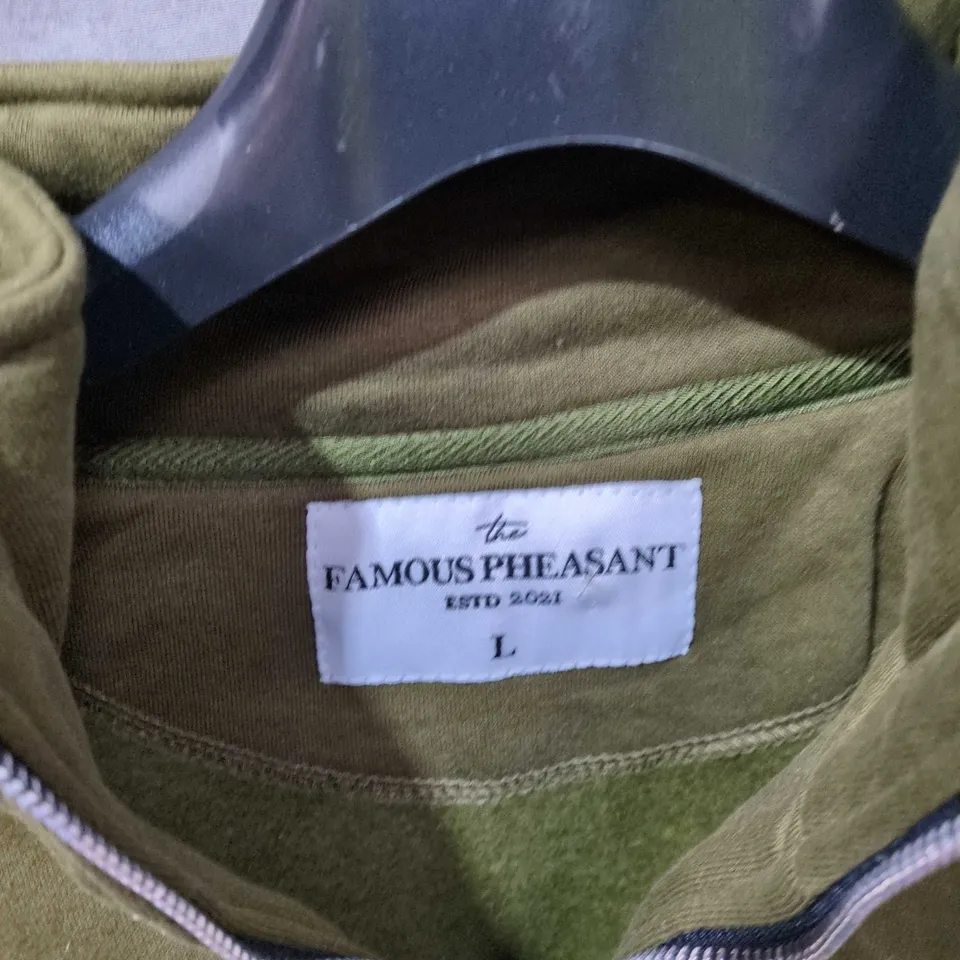 the
FAMOUS PHEASANT
ESTD 2021
L